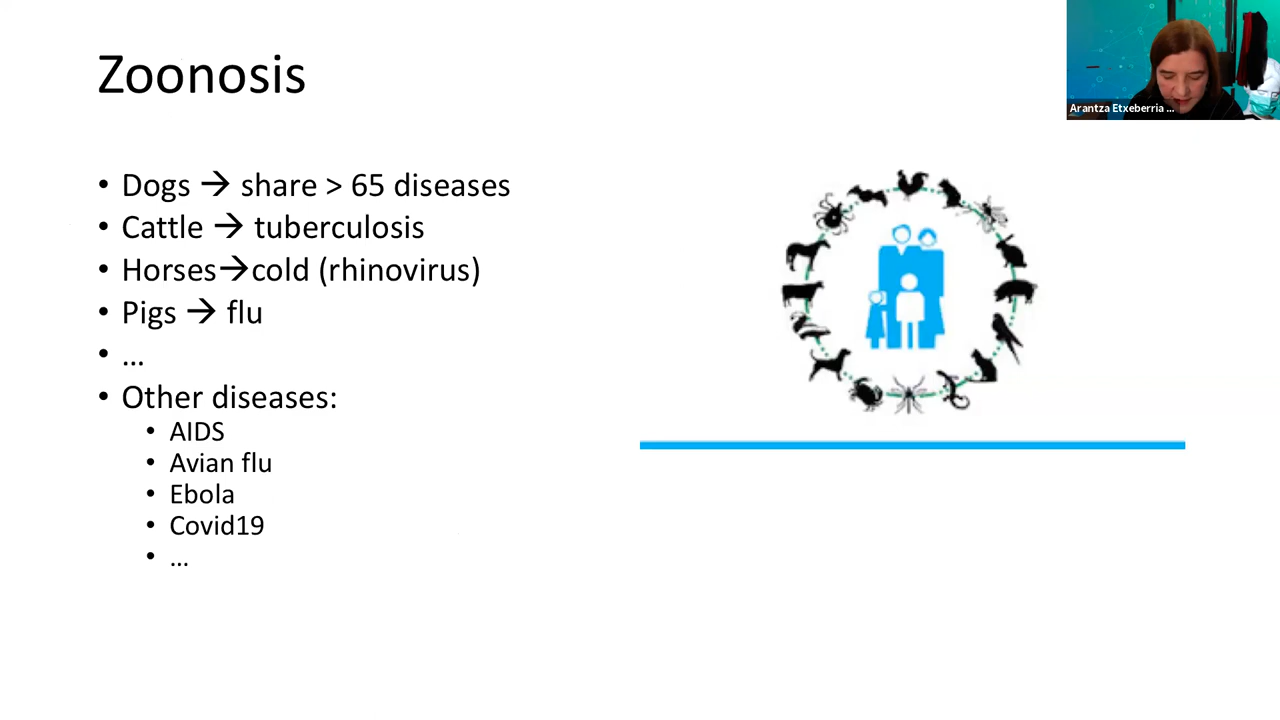 Zoonosis
Arantza Etxeberria ...
• Dogs → share > 65 diseases
• Cattle → tuberculosis
• Horses→cold (rhinovirus)
• Pigs → flu
• …
• Other diseases:
• AIDS
• Avian flu
• Ebola
• Covid19
• …